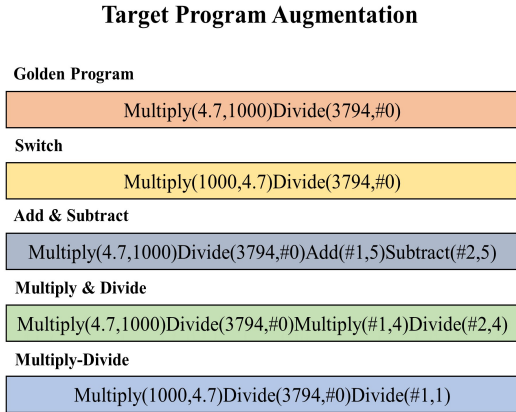 Target Program Augmentation
Golden Program
Multiply(4.7,1000)Divide(3794,#0)
Switch
Multiply(1000,4.7)Divide(3794,#0)
Add & Subtract
Multiply(4.7,1000)Divide(3794,#0)Add(#1,5)Subtract(#2,5)
Multiply & Divide
Multiply(4.7,1000)Divide(3794,#0)Multiply(#1,4)Divide(#2,4)
Multiply-Divide
Multiply(1000,4.7)Divide(3794,#0)Divide(#1,1)